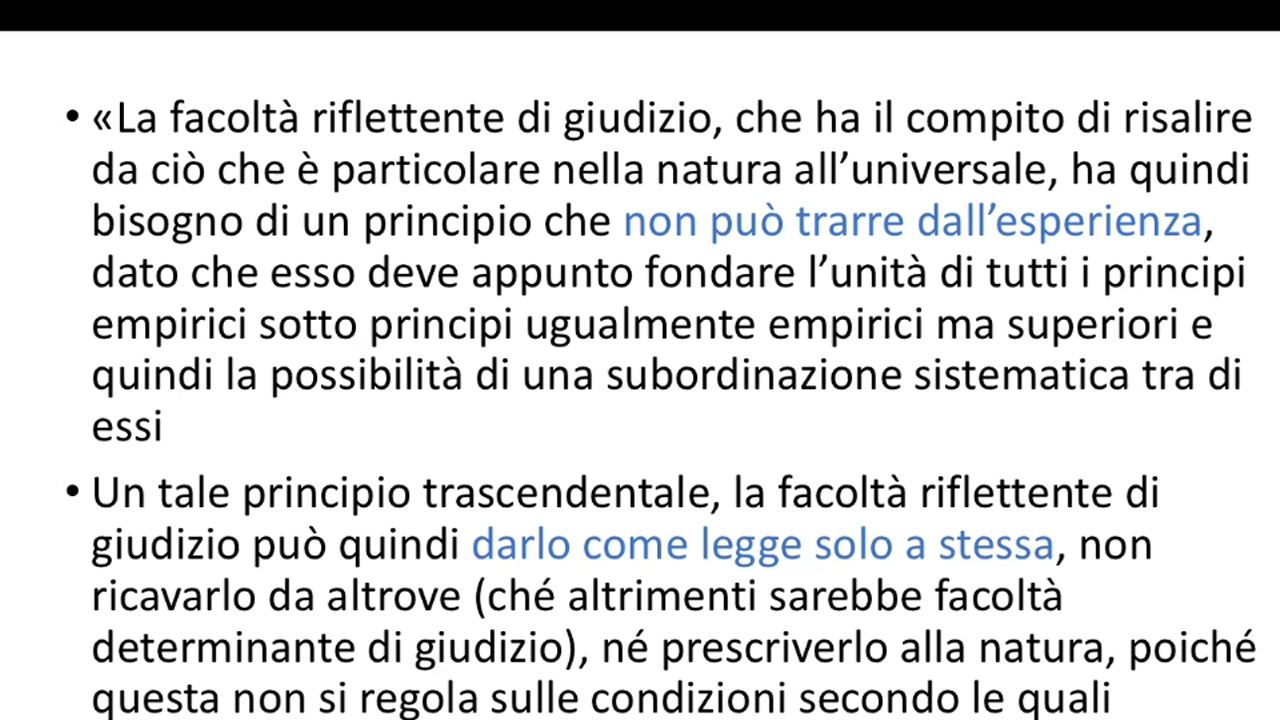 • «La facoltà riflettente di giudizio, che ha il compito di risalire
da ciò che è particolare nella natura all’universale, ha quindi
bisogno di un principio che non può trarre dall’esperienza,
dato che esso deve appunto fondare l’unità di tutti i principi
empirici sotto principi ugualmente empirici ma superiori e
quindi la possibilità di una subordinazione sistematica tra di
essi
• Un tale principio trascendentale, la facoltà riflettente di
giudizio può quindi darlo come legge solo a stessa, non
ricavarlo da altrove (ché altrimenti sarebbe facoltà
determinante di giudizio), né prescriverlo alla natura, poiché
questa non si regola sulle condizioni secondo le quali